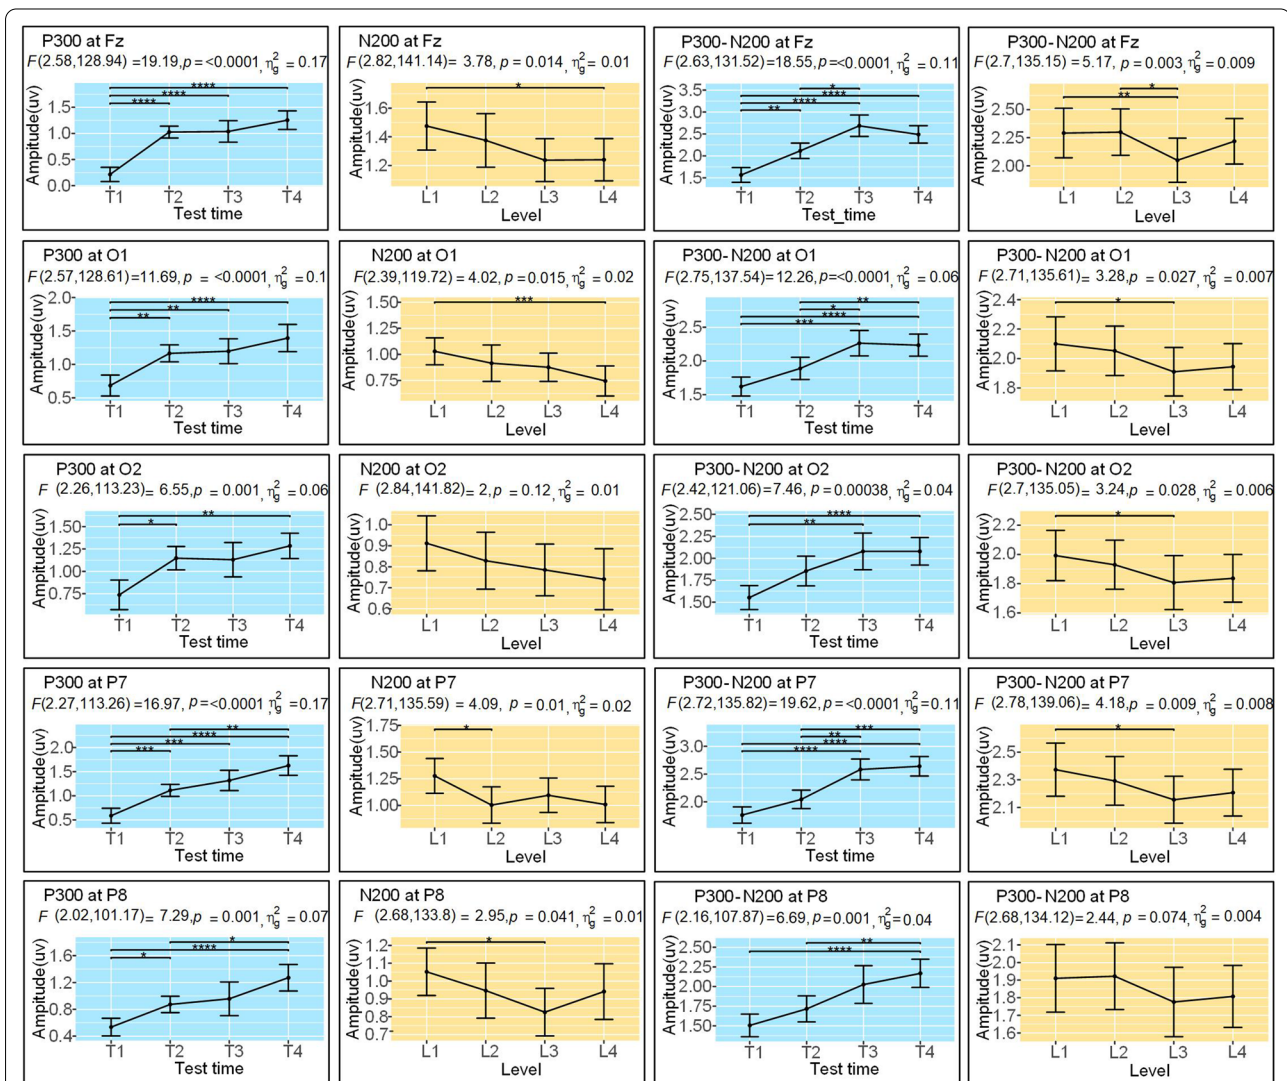 P300 at Fz
F(2.58,128.94) =19.19, p = <0.0001, η²g = 0.17
**** 
****
****
Ampitude(uv)
1.5
1.0
0.5
0.0
T1 T2 T3 T4
Test time
N200 at Fz
F(2.82,141.14)= 3.78, p = 0.014, η²g = 0.01
*
Ampitude(uv)
1.6
1.4
1.2
L1 L2 L3 L4
Level
P300-N200 at Fz
F(2.63,131.52)=18.55, p=<0.0001, η²g = 0.11
*
****
****
**
Ampitude(uv)
3.5
3.0
2.5
2.0
1.5
T1 T2 T3 T4
Test_time
P300-N200 at Fz
F(2.7,135.15)= 5.17, p = 0.003, η²g = 0.009
*
**
Ampitude(uv)
2.50
2.25
2.00
L1 L2 L3 L4
Level
P300 at O1
F(2.57,128.61)=11.69, p = <0.0001, η²g = 0.1
****
**
**
Ampitude(uv)
2.0
1.5
1.0
0.5
T1 T2 T3 T4
Test time
N200 at O1
F(2.39,119.72)= 4.02, p = 0.015, η²g = 0.02
***
Ampitude(uv)
1.50
1.25
1.00
0.75
L1 L2 L3 L4
Level
P300-N200 at O1
F(2.75,137.54)=12.26, p=<0.0001, η²g = 0.06
**
*
****
***
Ampitude(uv)
2.5
2.0
1.5
T1 T2 T3 T4
Test time
P300-N200 at O1
F(2.71,135.61)= 3.28, p = 0.027, η²g = 0.007
*
Ampitude(uv)
2.4
2.2
2.0
1.8
L1 L2 L3 L4
Level
P300 at O2
F (2.26,113.23)= 6.55, p = 0.001, η²g = 0.06
**
*
Ampitude(uv)
1.50
1.25
1.00
0.75
T1 T2 T3 T4
Test time
N200 at O2
F (2.84,141.82)= 2, p = 0.12, η²g = 0.01
Ampitude(uv)
1.0
0.9
0.8
0.7
0.6
L1 L2 L3 L4
Level
P300-N200 at O2
F(2.42,121.06)=7.46, p = 0.00038, η²g = 0.04
****
**
Ampitude(uv)
2.50
2.25
2.00
1.75
1.50
T1 T2 T3 T4
Test time
P300-N200 at O2
F(2.7,135.05)= 3.24, p = 0.028, η²g = 0.006
*
Ampitude(uv)
2.2
2.0
1.8
1.6
L1 L2 L3 L4
Level
P300 at P7
F(2.27,113.26)=16.97, p=<0.0001, η²g = 0.17
**
****
***
***
Ampitude(uv)
2.0
1.5
1.0
0.5
T1 T2 T3 T4
Test time
N200 at P7
F(2.71,135.59)= 4.09, p = 0.01, η²g = 0.02
*
Ampitude(uv)
1.75
1.50
1.25
1.00
L1 L2 L3 L4
Level
P300-N200 at P7
F(2.72,135.82)=19.62, p=<0.0001, η²g = 0.11
***
**
****
****
Ampitude(uv)
3.0
2.5
2.0
T1 T2 T3 T4
Test time
P300-N200 at P7
F(2.78,139.06)= 4.18, p = 0.009, η²g = 0.008
*
Ampitude(uv)
2.5
2.3
2.1
L1 L2 L3 L4
Level
P300 at P8
F (2.02,101.17)= 7.29, p = 0.001, η²g = 0.07
*
****
*
Ampitude(uv)
1.6
1.2
0.8
0.4
T1 T2 T3 T4
Test time
N200 at P8
F (2.68,133.8)= 2.95, p = 0.041, η²g = 0.01
*
Ampitude(uv)
1.2
1.1
1.0
0.9
0.8
0.7
L1 L2 L3 L4
Level
P300-N200 at P8
F(2.16,107.87)=6.69, p=0.001, η²g=0.04
**
****
Ampitude(uv)
2.50
2.25
2.00
1.75
1.50
T1 T2 T3 T4
Test time
P300-N200 at P8
F(2.68,134.12)= 2.44, p = 0.074, η²g = 0.004
Ampitude(uv)
2.1
2.0
1.9
1.8
1.7
1.6
L1 L2 L3 L4
Level